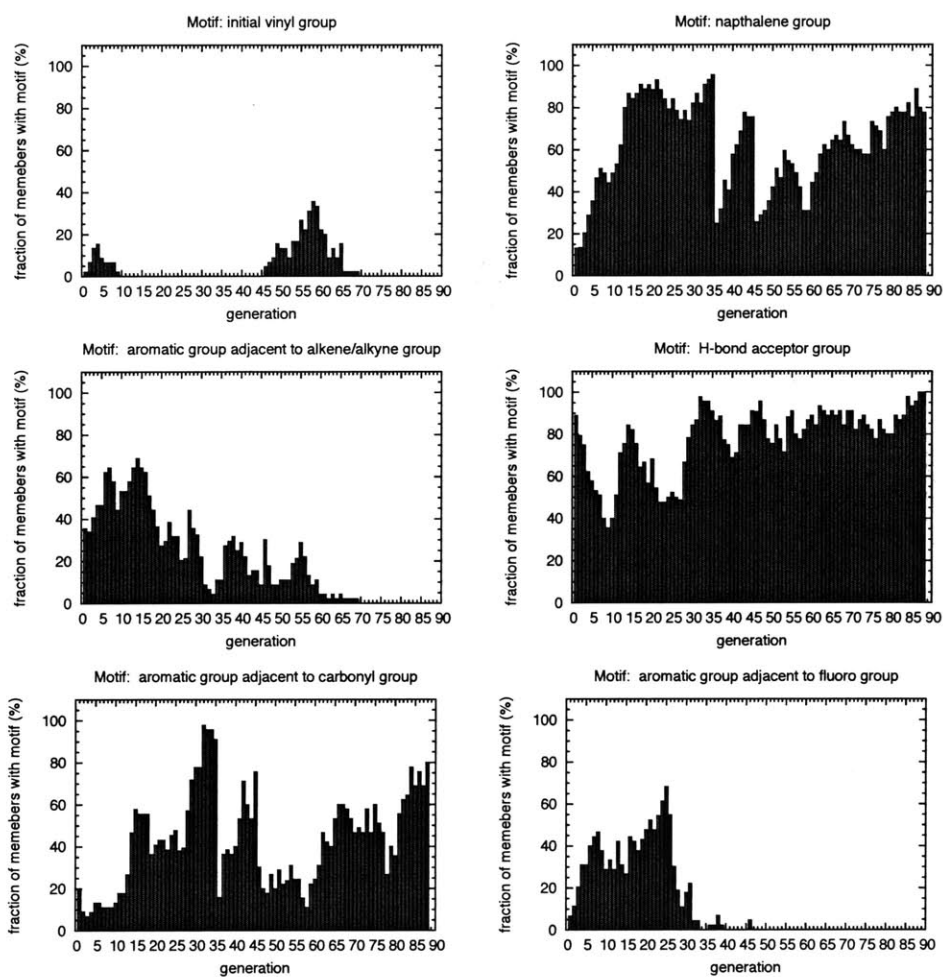 Motif: initial vinyl group
fraction of memebers with motif (%)
100
80
60
40
20
0
0 5 10 15 20 25 30 35 40 45 50 55 60 65 70 75 80 85 90
generation
Motif: napthalene group
fraction of memebers with motif (%)
100
80
60
40
20
0
0 5 10 15 20 25 30 35 40 45 50 55 60 65 70 75 80 85 90
generation
Motif: aromatic group adjacent to alkene/alkyne group
fraction of memebers with motif (%)
100
80
60
40
20
0
0 5 10 15 20 25 30 35 40 45 50 55 60 65 70 75 80 85 90
generation
Motif: H-bond acceptor group
fraction of memebers with motif (%)
100
80
60
40
20
0
0 5 10 15 20 25 30 35 40 45 50 55 60 65 70 75 80 85 90
generation
Motif: aromatic group adjacent to carbonyl group
fraction of memebers with motif (%)
100
80
60
40
20
0
0 5 10 15 20 25 30 35 40 45 50 55 60 65 70 75 80 85 90
generation
Motif: aromatic group adjacent to fluoro group
fraction of memebers with motif (%)
100
80
60
40
20
0
0 5 10 15 20 25 30 35 40 45 50 55 60 65 70 75 80 85 90
generation